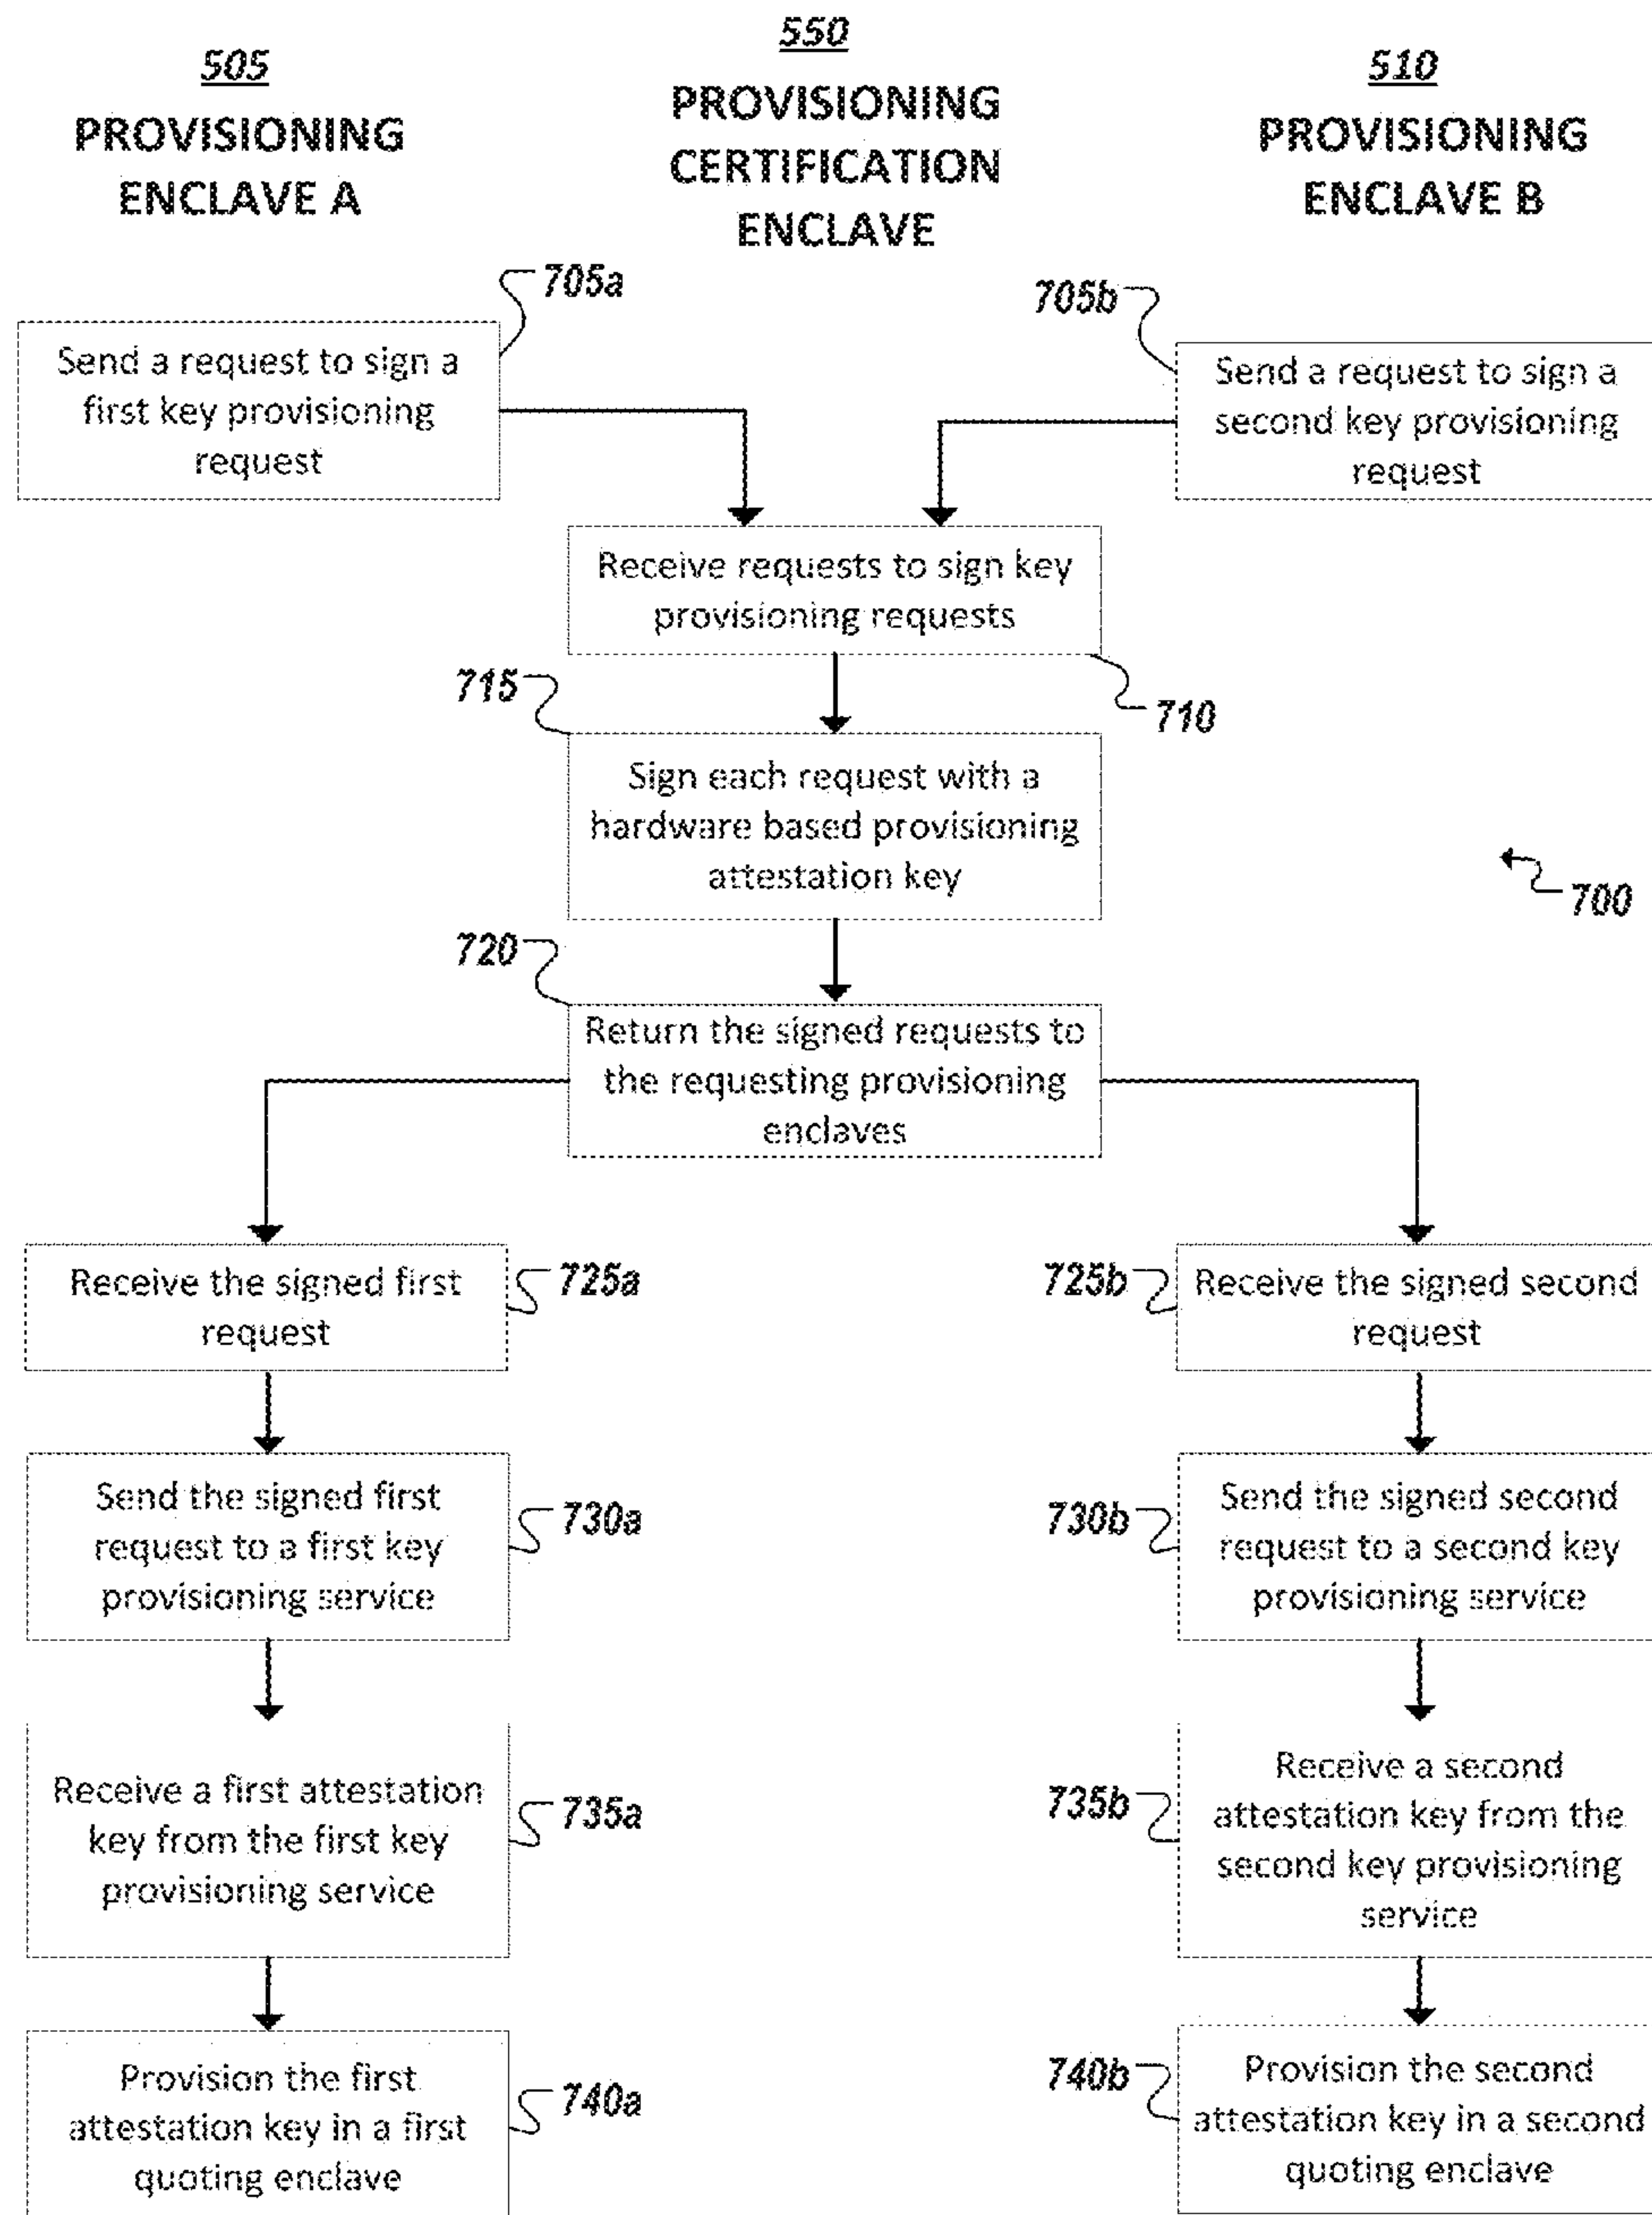 505
PROVISIONING
ENCLAVE A
550
PROVISIONING
CERTIFICATION
ENCLAVE
510
PROVISIONING
ENCLAVE B
705a
Send a request to sign a
first key provisioning
request
705b
Send a request to sign a
second key provisioning
request
Receive requests to sign key
provisioning requests
710
715
Sign each request with a
hardware based provisioning
attestation key
700
720
Return the signed requests to
the requesting provisioning
enclaves
Receive the signed first
request
725a
725b
Receive the signed second
request
Send the signed first
request to a first key
provisioning service
730a
730b
Send the signed second
request to a second key
provisioning service
Receive a first attestation
key from the first key
provisioning service
735a
735b
Receive a second
attestation key from the
second key provisioning
service
Provision the first
attestation key in a first
quoting enclave
740a
740b
Provision the second
attestation key in a second
quoting enclave